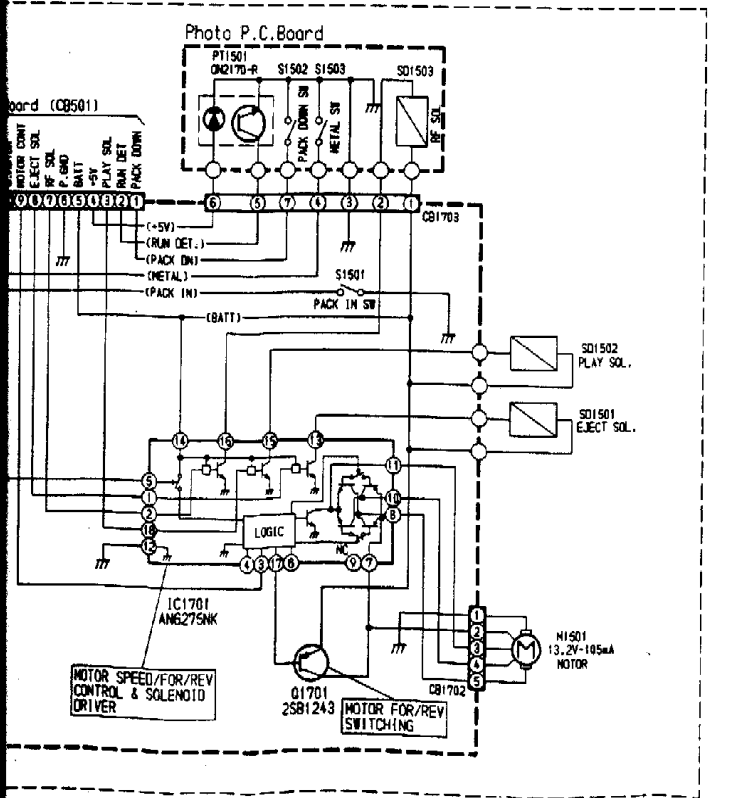 Photo P.C.Board
PT1501
ON2170-R
S1502
S1503
SD1503
PACK DOWN SW
METAL SW
RF SOL
oard (CB501)
MOTOR CONT
EJECT SOL
RF SOL
P.GND
BATT
+5V
PLAY SOL
RUN DET
PACK DOWN
9 8 7 6 5 4 3 2 1
6 5 7 4 3 2 1
CB1703
(+5V)
(RUN DET.)
(PACK DN)
(METAL)
S1501
(PACK IN)
PACK IN SW
(BATT)
SD1502
PLAY SOL.
SD1501
EJECT SOL.
14 16 15 13
5
11
1
10
2
8
LOGIC
18
12
NC
4 3 17 6 9 7
IC1701
AN6275NK
1
2
3
4
5
M
M1501
13.2V-105mA
MOTOR
CB1702
MOTOR SPEED/FOR/REV
CONTROL & SOLENOID
DRIVER
Q1701
2SB1243
MOTOR FOR/REV
SWITCHING